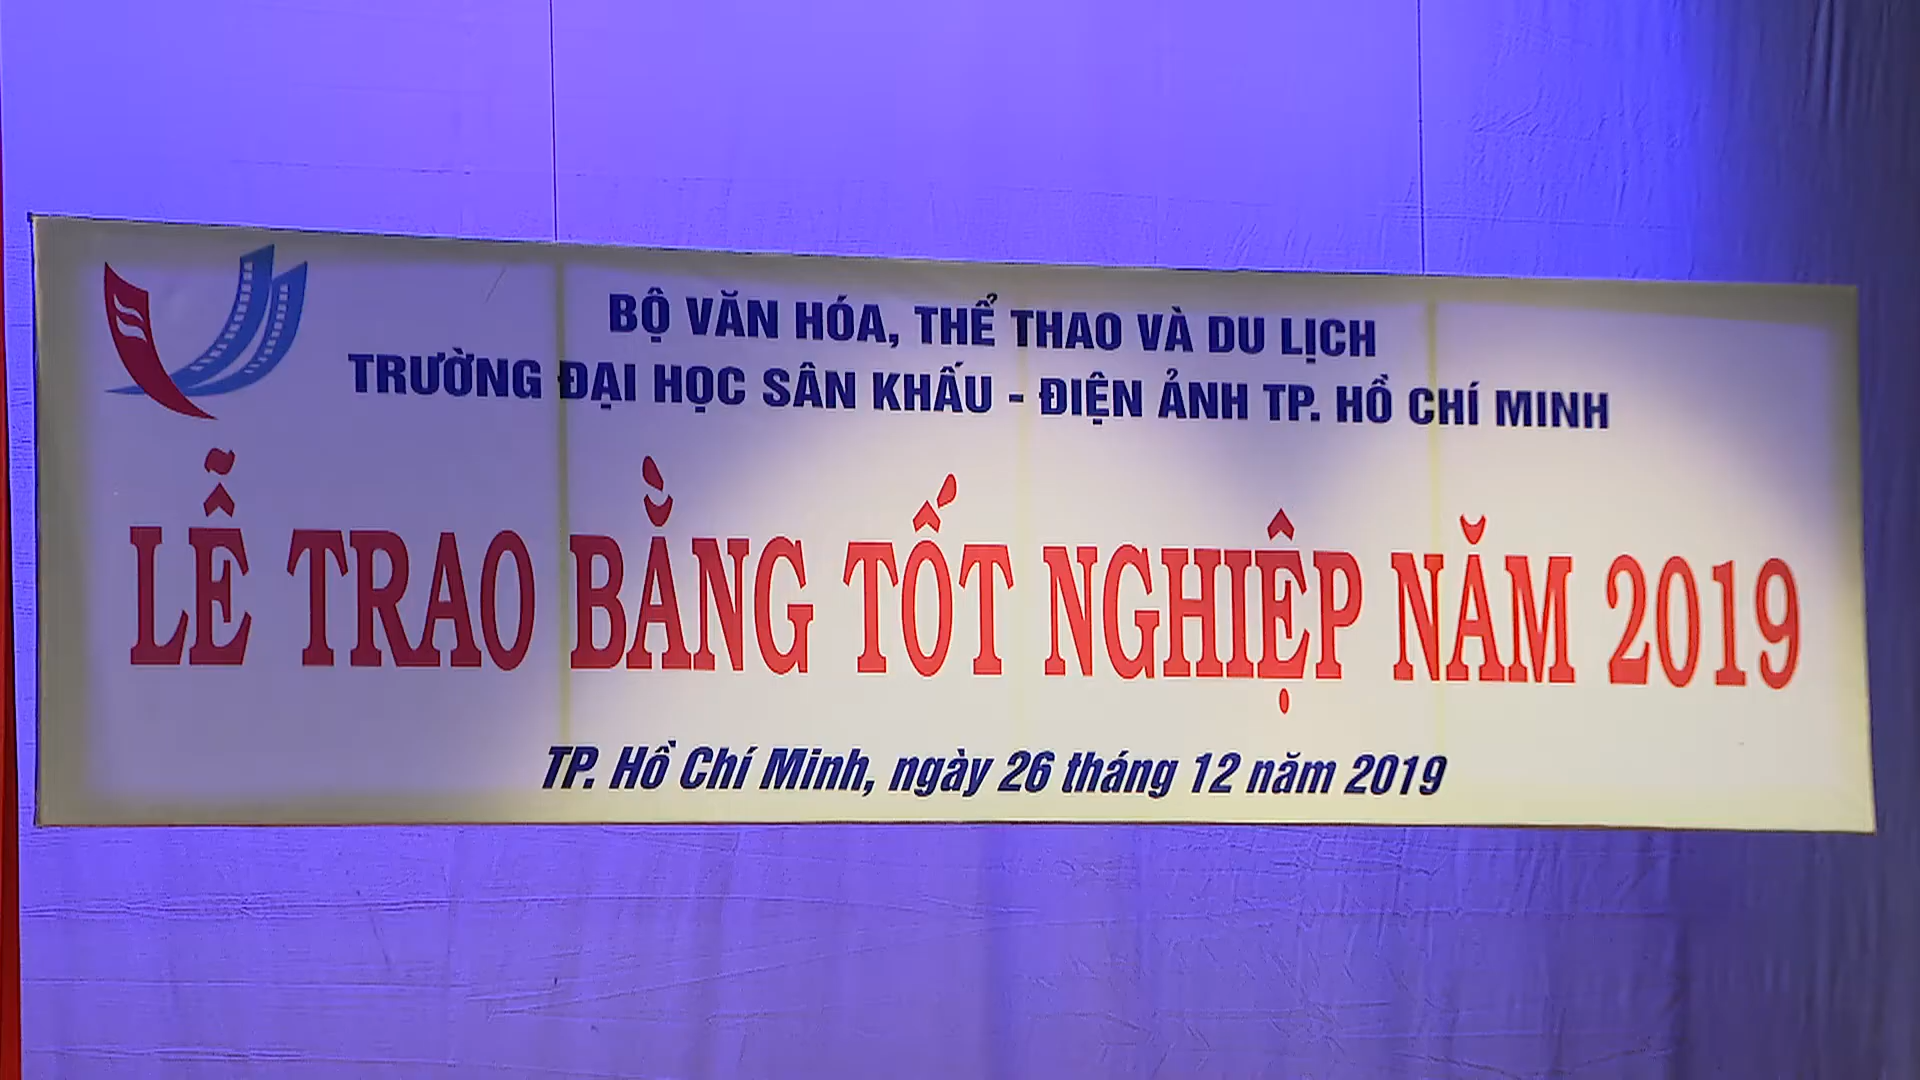 BỘ VĂN HÓA, THỂ THAO VÀ DU LỊCH
TRƯỜNG ĐẠI HỌC SÂN KHẤU - ĐIỆN ẢNH TP. HỒ CHÍ MINH
LỄ TRAO BẰNG TỐT NGHIỆP NĂM 2019
TP. Hồ Chí Minh, ngày 26 tháng 12 năm 2019